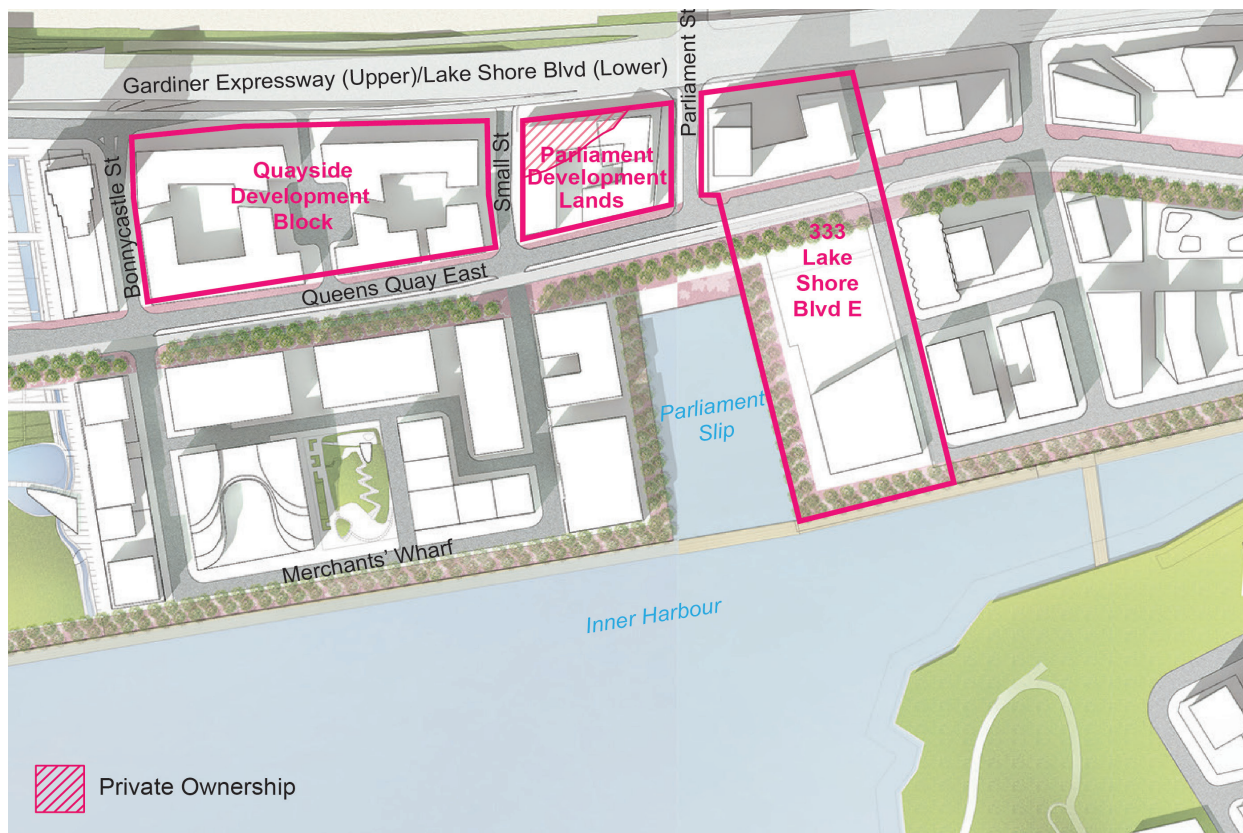 Gardiner Expressway (Upper)/Lake Shore Blvd (Lower)
Parliament St
Bonnycastle St
Quayside
Development
Block
Small St
Parliament
Development
Lands
333
Lake
Shore
Blvd E
Queens Quay East
Parliament
Slip
Merchants' Wharf
Inner Harbour
Private Ownership